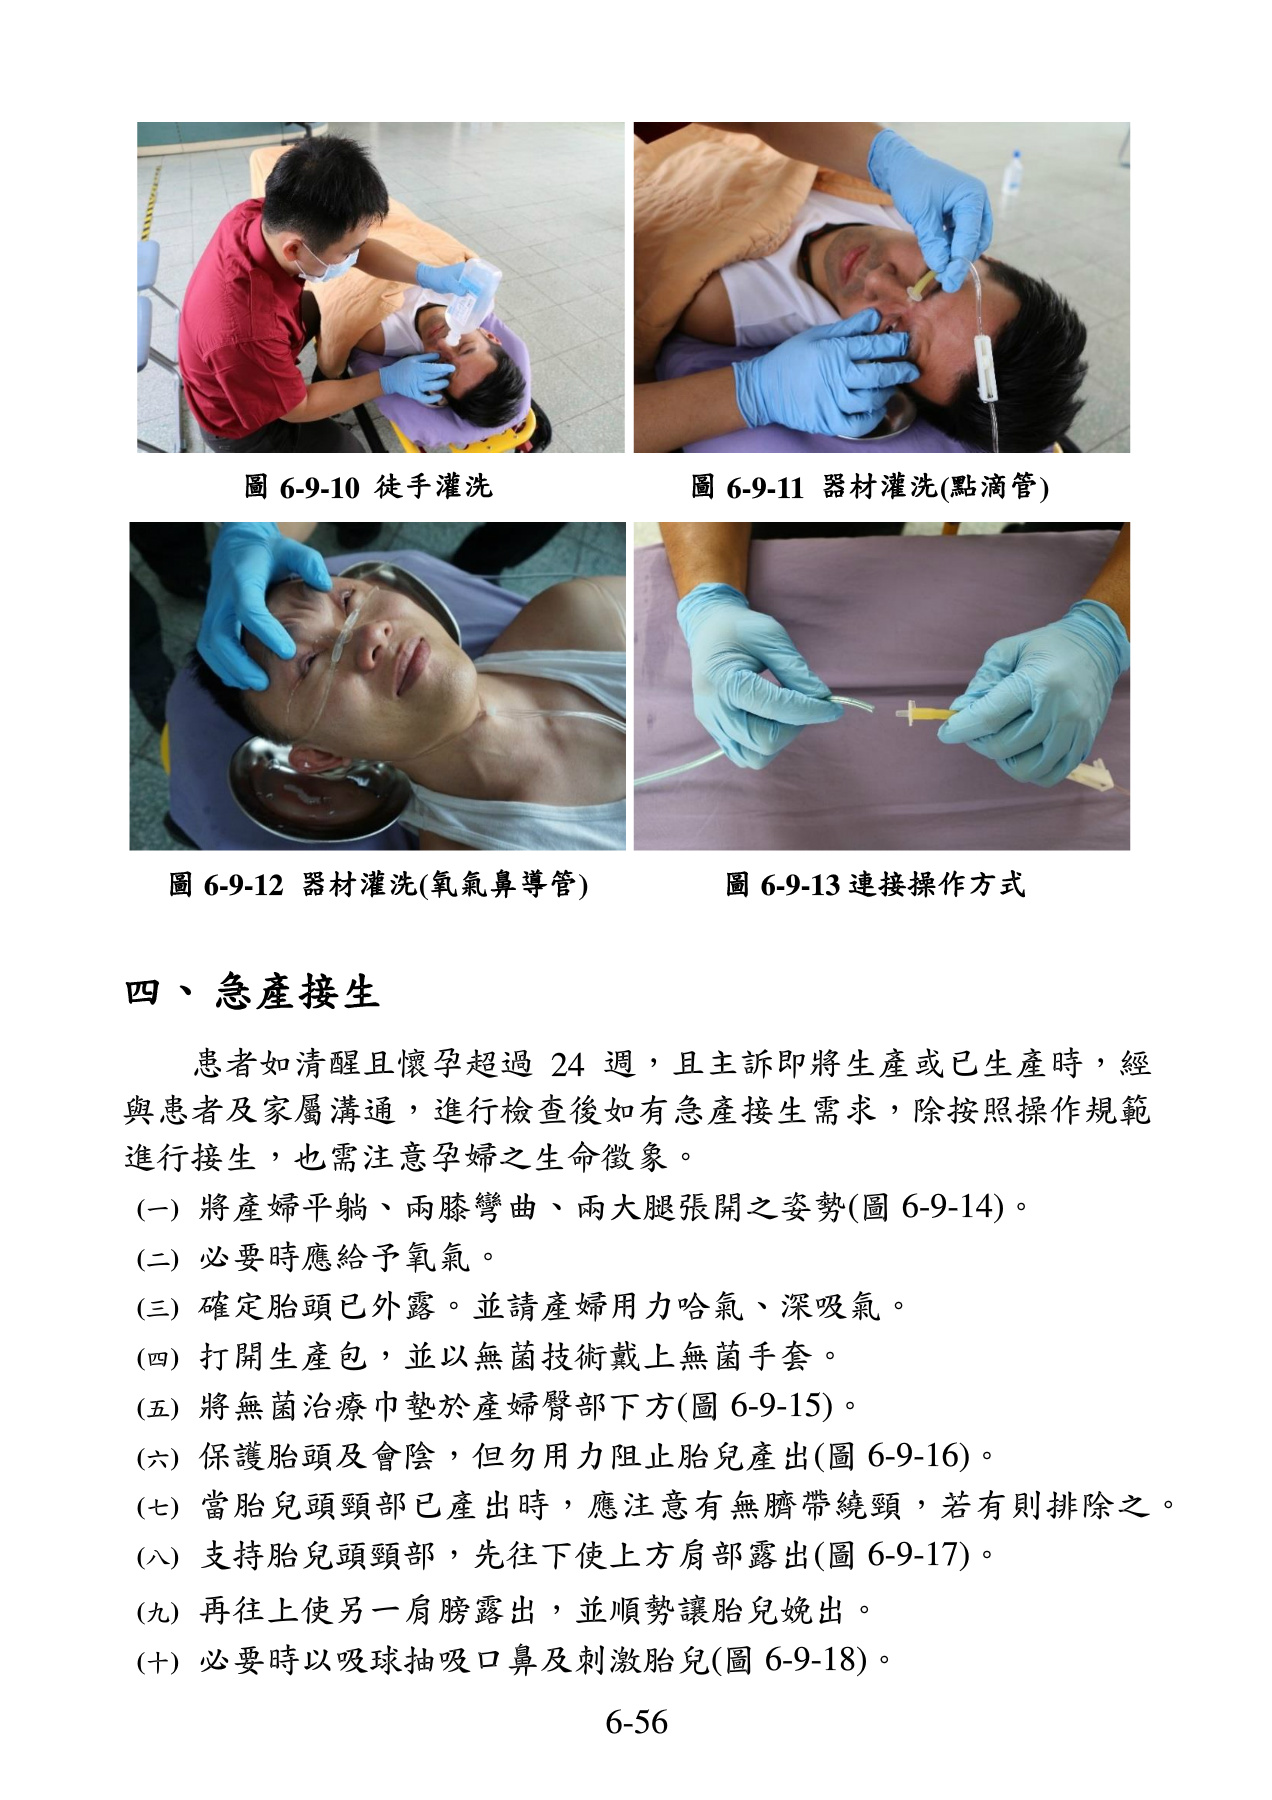 圖 6-9-10 徒手灌洗
圖 6-9-11 器材灌洗(點滴管)
圖 6-9-12 器材灌洗(氧氣鼻導管)
圖 6-9-13 連接操作方式
四、 急產接生
患者如清醒且懷孕超過 24 週，且主訴即將生產或已生產時，經
與患者及家屬溝通，進行檢查後如有急產接生需求，除按照操作規範
進行接生，也需注意孕婦之生命徵象。
(一) 將產婦平躺、兩膝彎曲、兩大腿張開之姿勢(圖 6-9-14)。
(二) 必要時應給予氧氣。
(三) 確定胎頭已外露。並請產婦用力哈氣、深吸氣。
(四) 打開生產包，並以無菌技術戴上無菌手套。
(五) 將無菌治療巾墊於產婦臀部下方(圖 6-9-15)。
(六) 保護胎頭及會陰，但勿用力阻止胎兒產出(圖 6-9-16)。
(七) 當胎兒頭頸部已產出時，應注意有無臍帶繞頸，若有則排除之。
(八) 支持胎兒頭頸部，先往下使上方肩部露出(圖 6-9-17)。
(九) 再往上使另一肩膀露出，並順勢讓胎兒娩出。
(十) 必要時以吸球抽吸口鼻及刺激胎兒(圖 6-9-18)。
6-56